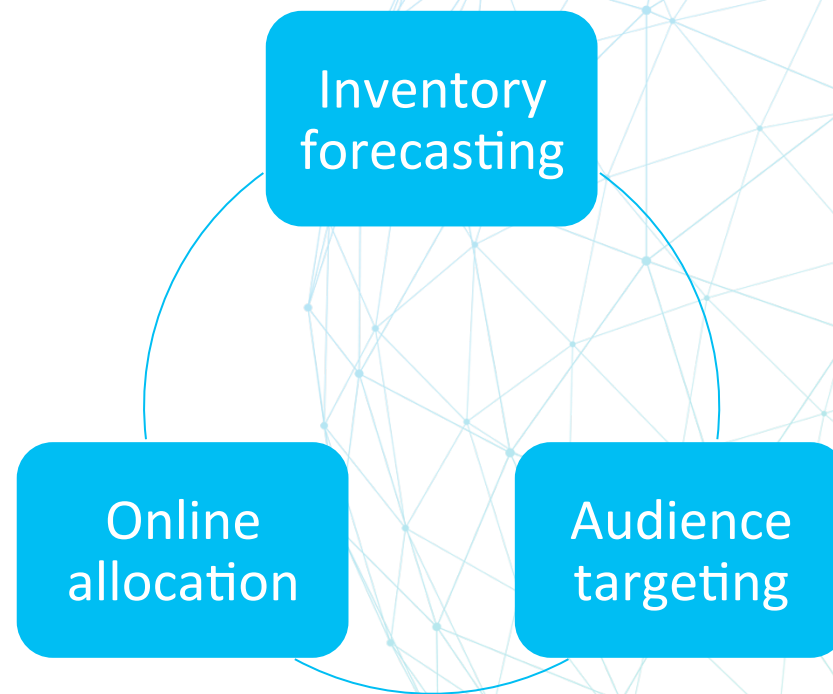 Inventory
forecasting
Online
allocation
Audience
targeting